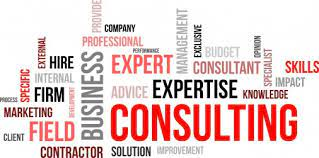 PROVIDE
COMPANY
PROFESSIONAL
PERFORMANCE
MANAGEMENT
EXCLUSIVE
BUDGET
OPINION
EXTERNAL
HIRE
BUSINESS
EXPERT
CONSULTANT
SPECIALIST
SKILLS
SPECIFIC
INTERNAL
IMPACT
PROCESS
FIRM
DEVELOPMENT
ADVICE
EXPERTISE
KNOWLEDGE
MARKETING
CLIENT
FIELD
CONSULTING
CONTRACTOR
SOLUTION
IMPROVEMENT